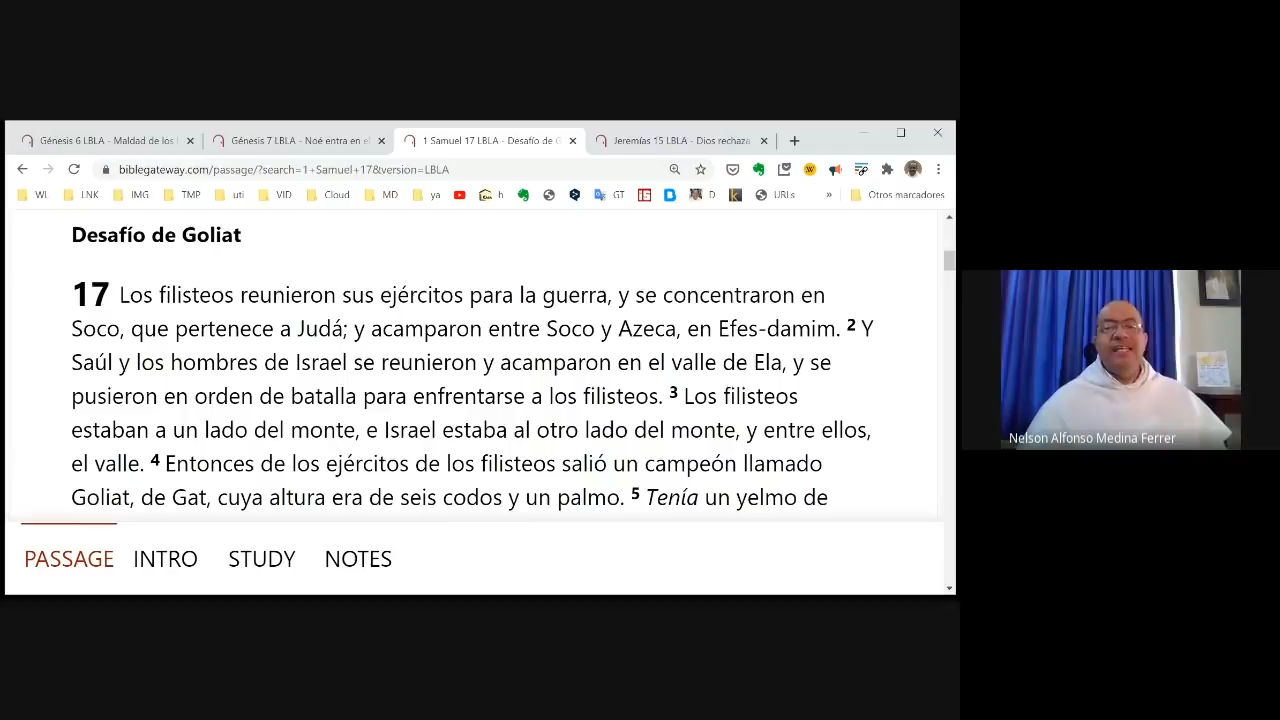 Génesis 6 LBLA - Maldad de los
Génesis 7 LBLA - Noé entra en el
1 Samuel 17 LBLA - Desafío de G
Jeremías 15 LBLA - Dios rechaza
biblegateway.com/passage/?search=1+Samuel+17&version=LBLA
WL LNK IMG TMP uti VID Cloud MD ya h GT D URLs » Otros marcadores
Desafío de Goliat
17 Los filisteos reunieron sus ejércitos para la guerra, y se concentraron en
Soco, que pertenece a Judá; y acamparon entre Soco y Azeca, en Efes-damim. 2 Y
Saúl y los hombres de Israel se reunieron y acamparon en el valle de Ela, y se
pusieron en orden de batalla para enfrentarse a los filisteos. 3 Los filisteos
estaban a un lado del monte, e Israel estaba al otro lado del monte, y entre ellos,
el valle. 4 Entonces de los ejércitos de los filisteos salió un campeón llamado
Goliat, de Gat, cuya altura era de seis codos y un palmo. 5 Tenía un yelmo de
PASSAGE INTRO STUDY NOTES
Nelson Alfonso Medina Ferrer